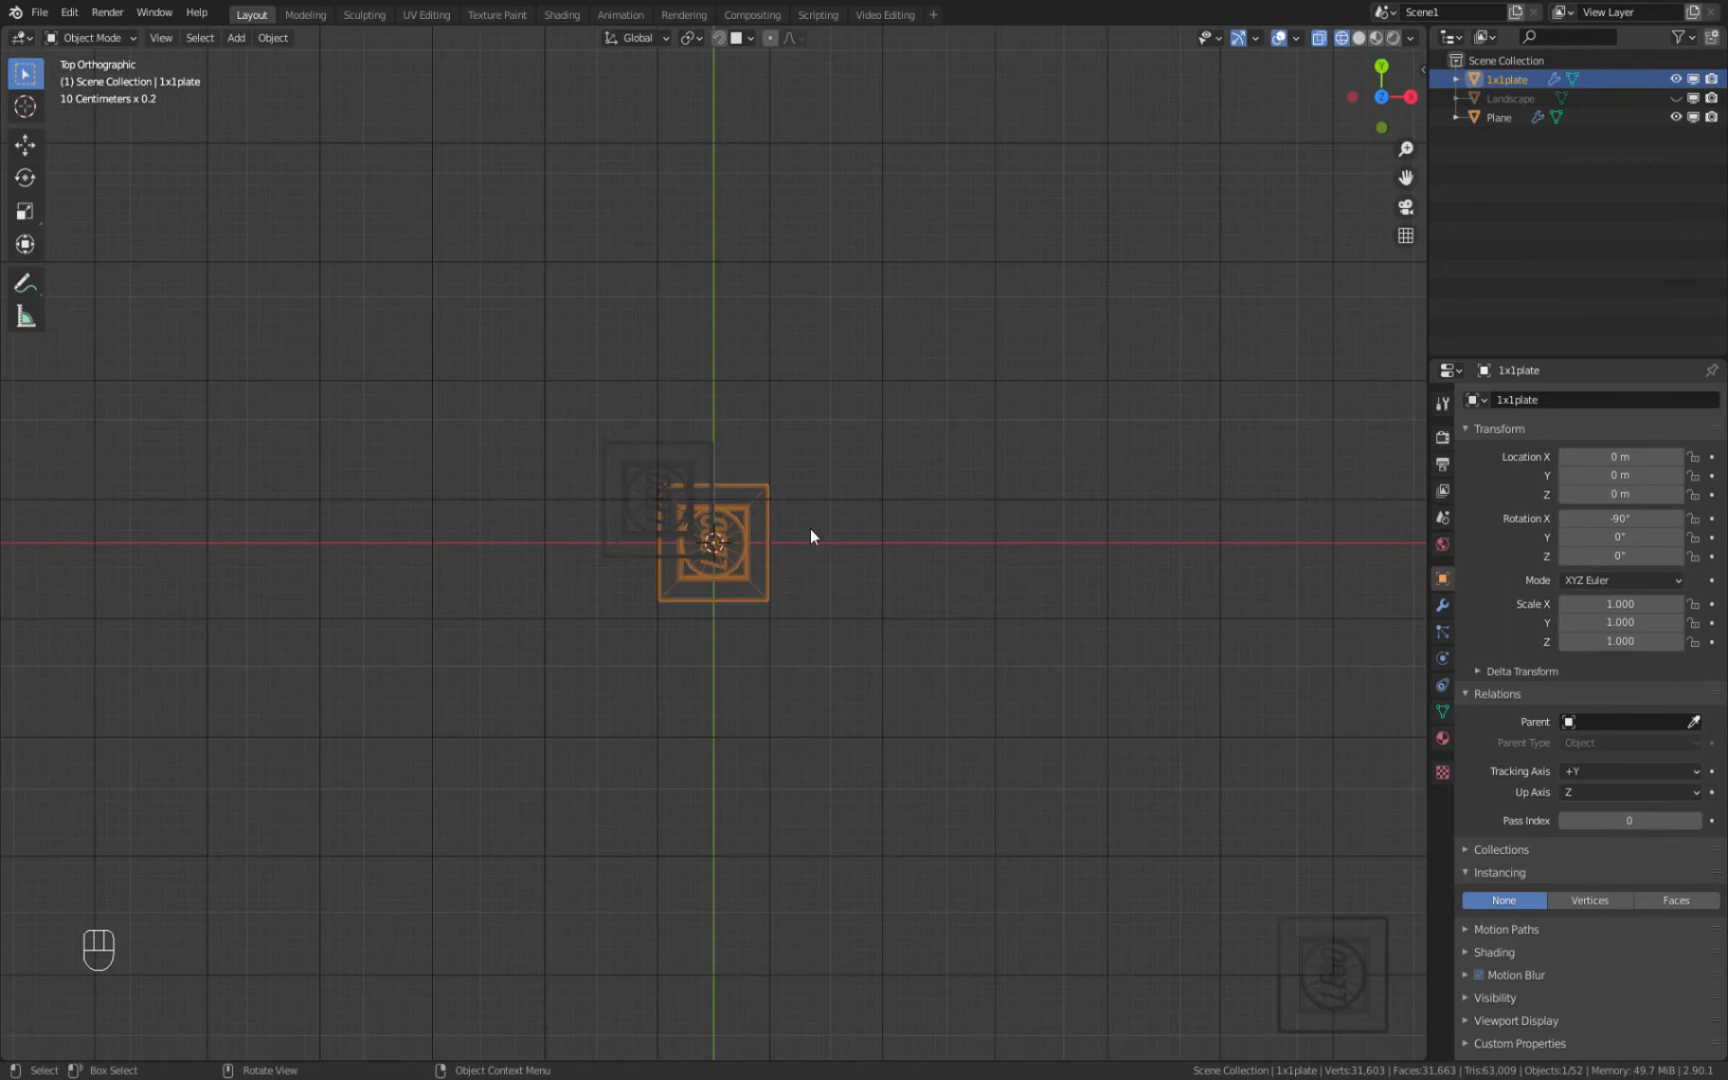 File Edit Render Window Help Layout Modeling Sculpting UV Editing Texture Paint Shading Animation Rendering Compositing Scripting Video Editing + Scene1 View Layer
Object Mode View Select Add Object Global
Top Orthographic
(1) Scene Collection | 1x1plate
10 Centimeters x 0.2
Y
Z
X
Scene Collection
1x1plate
Landscape
Plane
1x1plate
1x1plate
Transform
Location X 0 m
Y 0 m
Z 0 m
Rotation X -90°
Y 0°
Z 0°
Mode XYZ Euler
Scale X 1.000
Y 1.000
Z 1.000
Delta Transform
Relations
Parent
Parent Type Object
Tracking Axis +Y
Up Axis Z
Pass Index 0
Collections
Instancing
None Vertices Faces
Motion Paths
Shading
Motion Blur
Visibility
Viewport Display
Custom Properties
LEGO
Select Box Select Rotate View Object Context Menu Scene Collection | 1x1plate | Verts:31,603 | Faces:31,663 | Tris:63,009 | Objects:1/52 | Memory: 49.7 MiB | 2.90.1